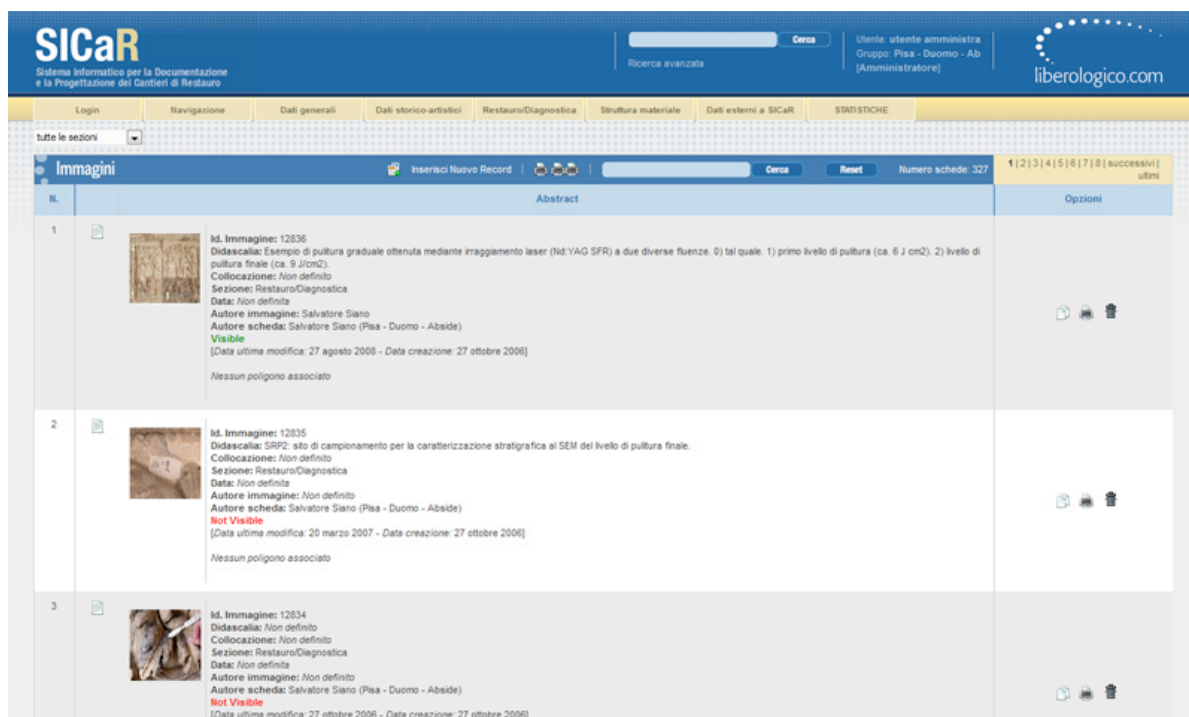 SICaR
Sistema Informatico per la Documentazione
e la Progettazione dei Cantieri di Restauro
Cerca
Ricerca avanzata
Utente: utente amministra
Gruppo: Pisa - Duomo - Ab
[Amministratore]
liberologico.com
Login Navigazione Dati generali Dati storico-artistici Restauro/Diagnostica Struttura materiale Dati esterni a SICaR STATISTICHE
tutte le sezioni
Immagini Inserisci Nuovo Record | | Cerca Reset Numero schede: 327
1|2|3|4|5|6|7|8| successivi|
ultimi
N. Abstract Opzioni
1
Id. Immagine: 12836
Didascalia: Esempio di pulitura graduale ottenuta mediante irraggiamento laser (Nd:YAG SFR) a due diverse fluenze. 0) tal quale. 1) primo livello di pulitura (ca. 6 J cm2). 2) livello di
pulitura finale (ca. 9 J/cm2).
Collocazione: Non definito
Sezione: Restauro/Diagnostica
Data: Non definita
Autore immagine: Salvatore Siano
Autore scheda: Salvatore Siano (Pisa - Duomo - Abside)
Visible
[Data ultima modifica: 27 agosto 2008 - Data creazione: 27 ottobre 2006]
Nessun poligono associato
2
Id. Immagine: 12835
Didascalia: SRP2: sito di campionamento per la caratterizzazione stratigrafica al SEM del livello di pulitura finale.
Collocazione: Non definito
Sezione: Restauro/Diagnostica
Data: Non definita
Autore immagine: Non definito
Autore scheda: Salvatore Siano (Pisa - Duomo - Abside)
Not Visible
[Data ultima modifica: 20 marzo 2007 - Data creazione: 27 ottobre 2006]
Nessun poligono associato
3
Id. Immagine: 12834
Didascalia: Non definito
Collocazione: Non definito
Sezione: Restauro/Diagnostica
Data: Non definita
Autore immagine: Non definito
Autore scheda: Salvatore Siano (Pisa - Duomo - Abside)
Not Visible
[Data ultima modifica: 27 ottobre 2006 - Data creazione: 27 ottobre 2006]